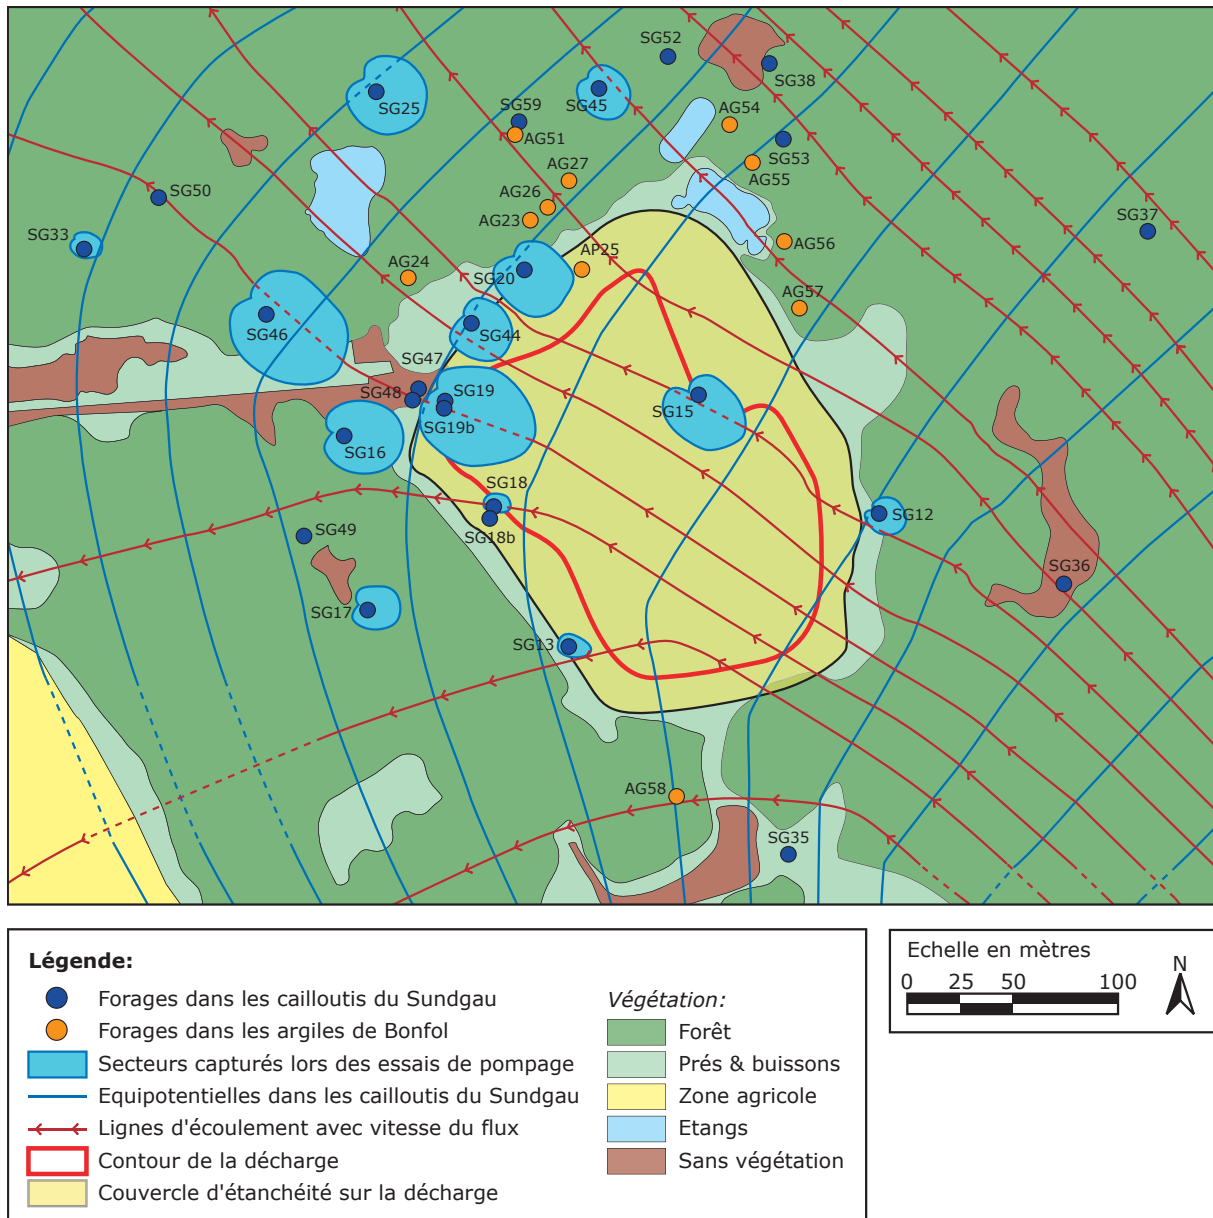 SG52
SG38
SG25
SG45
SG59
AG54
AG51
SG53
AG27
AG55
SG50
AG26
AG23
SG37
SG33
AG56
AG24
SG20
AP25
AG57
SG46
SG44
SG47
SG48
SG19
SG15
SG19b
SG16
SG18
SG12
SG49
SG18b
SG36
SG17
SG13
AG58
SG35
Légende:
Forages dans les cailloutis du Sundgau
Forages dans les argiles de Bonfol
Secteurs capturés lors des essais de pompage
Equipotentielles dans les cailloutis du Sundgau
Lignes d'écoulement avec vitesse du flux
Contour de la décharge
Couvercle d'étanchéité sur la décharge
Végétation:
Forêt
Prés & buissons
Zone agricole
Etangs
Sans végétation
Echelle en mètres
0 25 50 100
N